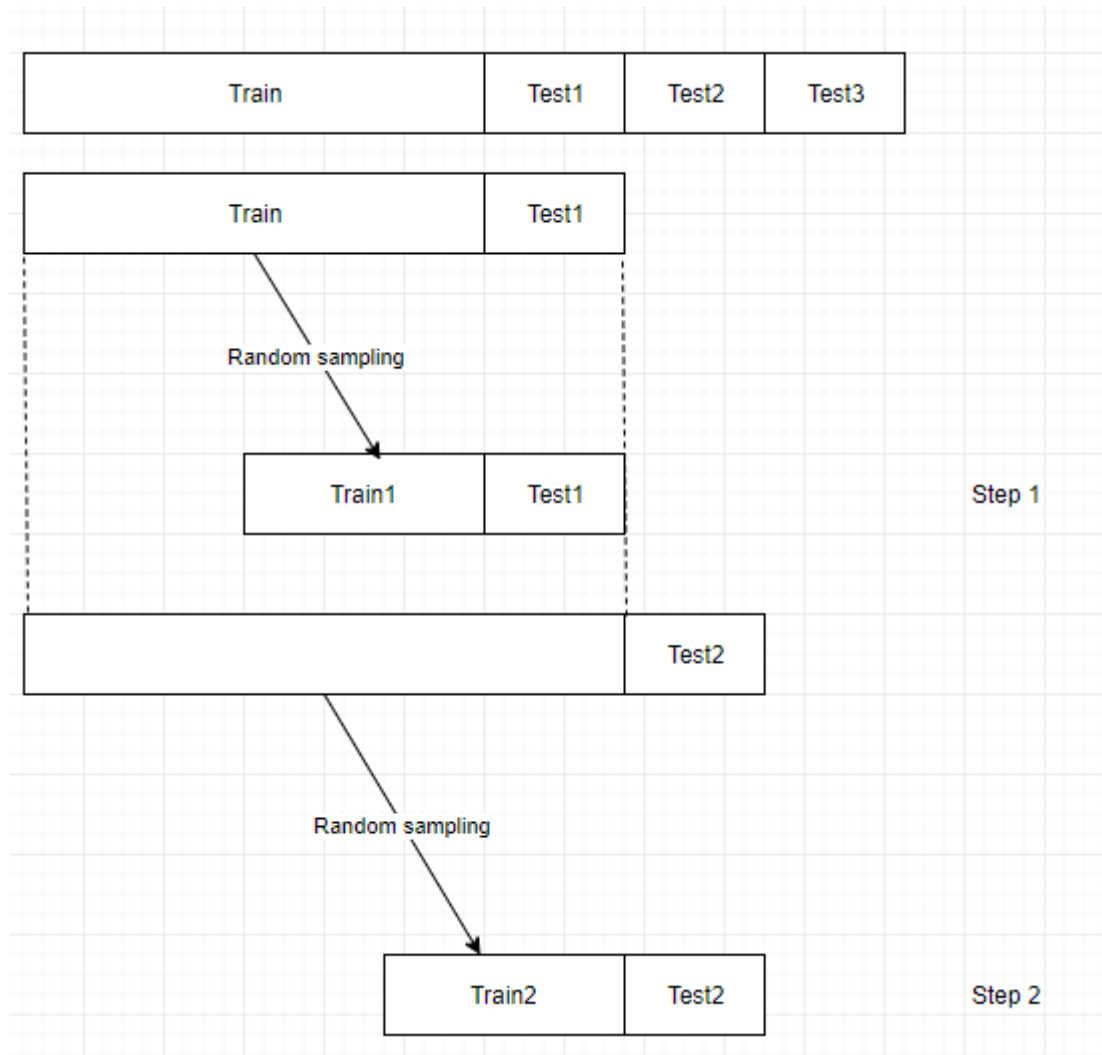 Train
Test1
Test2
Test3
Train
Test1
Random sampling
Train1
Test1
Step 1
Test2
Random sampling
Train2
Test2
Step 2